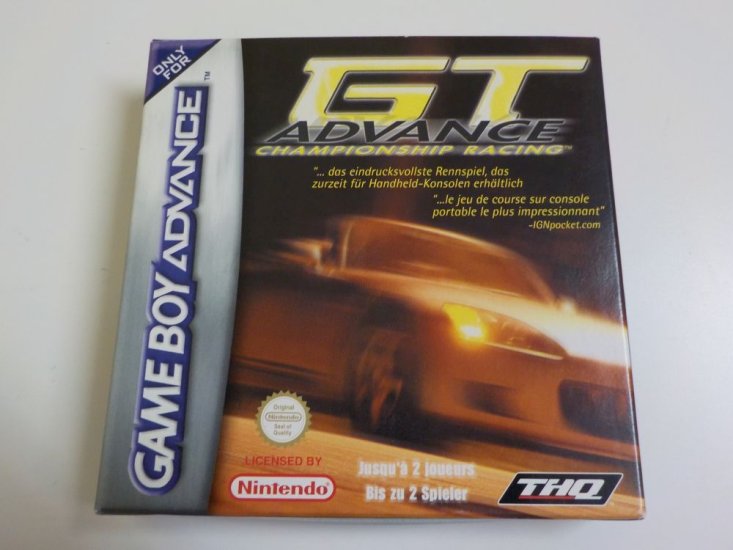 ONLY
FOR
GAME BOY ADVANCE™
GT
ADVANCE
CHAMPIONSHIP RACING™
"... das eindrucksvollste Rennspiel, das
zurzeit für Handheld-Konsolen erhältlich
"...le jeu de course sur console
portable le plus impressionnant"
–IGNpocket.com
Original
Nintendo
Seal of
Quality
LICENSED BY
Nintendo
Jusqu'à 2 joueurs
Bis zu 2 Spieler
THQ